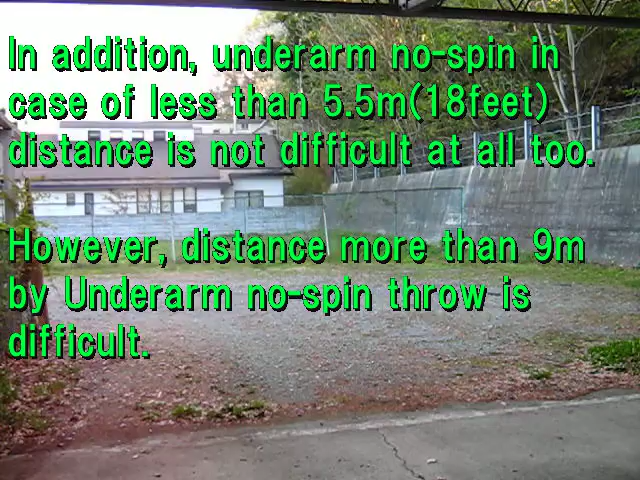 In addition, underarm no-spin in
case of less than 5.5m(18feet)
distance is not difficult at all too.
However, distance more than 9m
by Underarm no-spin throw is
difficult.